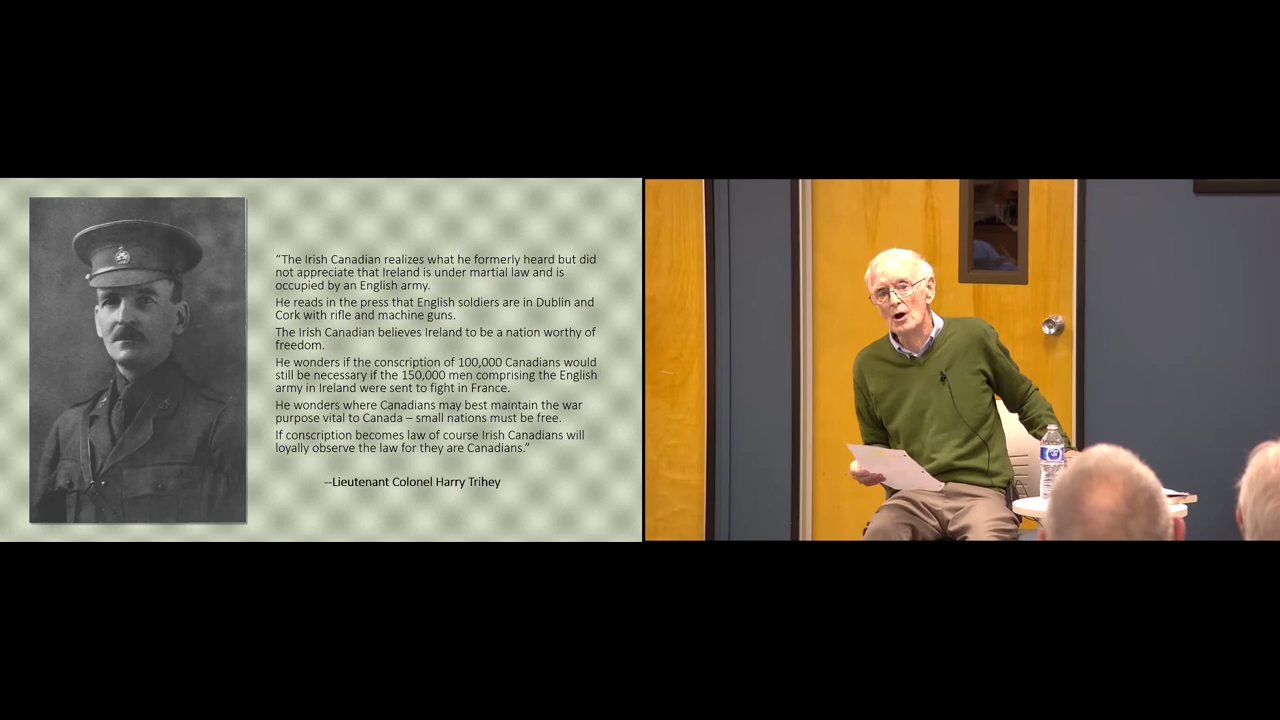 “The Irish Canadian realizes what he formerly heard but did
not appreciate that Ireland is under martial law and is
occupied by an English army.
He reads in the press that English soldiers are in Dublin and
Cork with rifle and machine guns.
The Irish Canadian believes Ireland to be a nation worthy of
freedom.
He wonders if the conscription of 100,000 Canadians would
still be necessary if the 150,000 men comprising the English
army in Ireland were sent to fight in France.
He wonders where Canadians may best maintain the war
purpose vital to Canada – small nations must be free.
If conscription becomes law of course Irish Canadians will
loyally observe the law for they are Canadians.”
--Lieutenant Colonel Harry Trihey